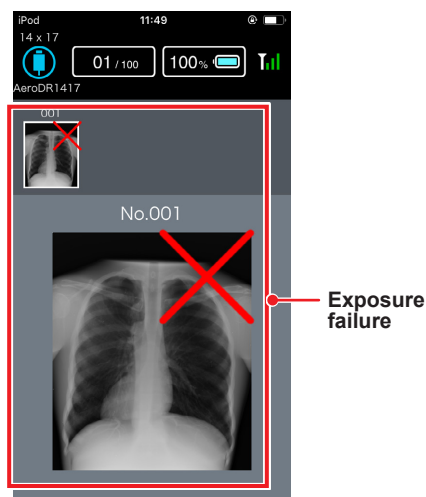 iPod 11:49
14 x 17
01 / 100 100%
AeroDR1417
001
No.001
Exposure
failure